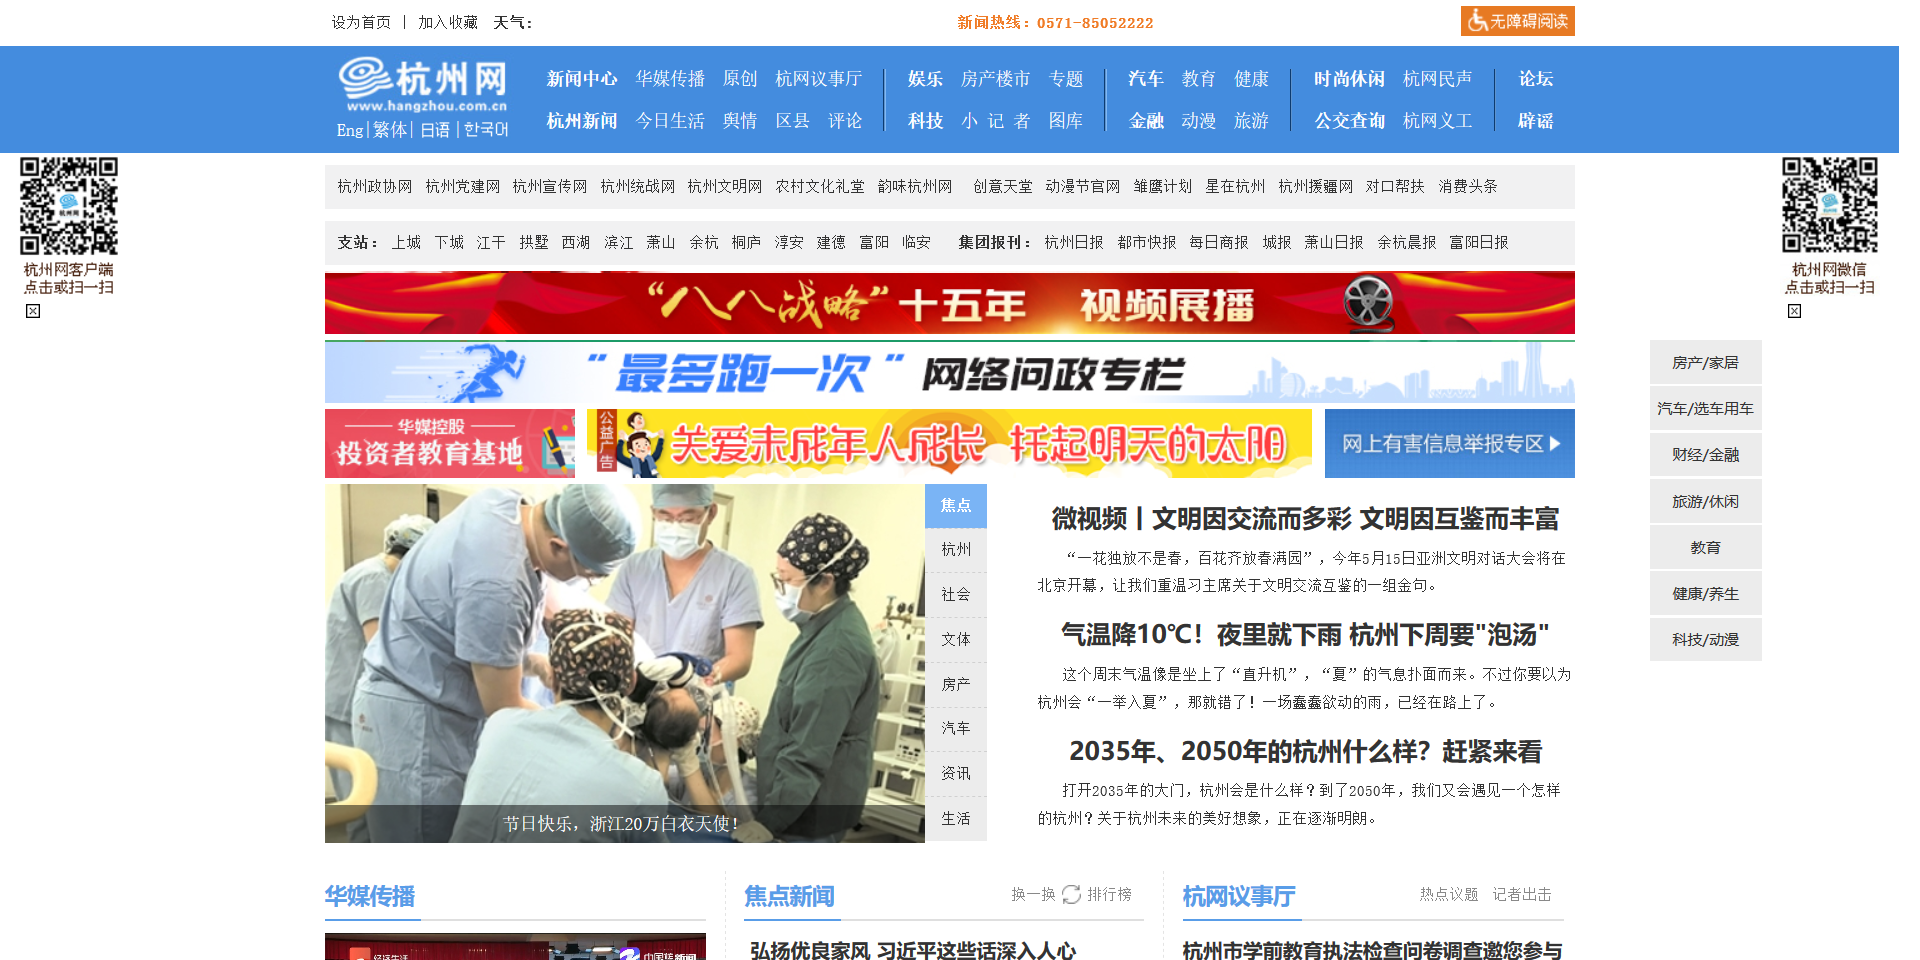 设为首页 | 加入收藏 天气：
新闻热线：0571-85052222
无障碍阅读
杭州网
www.hangzhou.com.cn
Eng|繁体|日语|한국어
新闻中心 华媒传播 原创 杭网议事厅
杭州新闻 今日生活 舆情 区县 评论
娱乐 房产楼市 专题
科技 小 记 者 图库
汽车 教育 健康
金融 动漫 旅游
时尚休闲 杭网民声
公交查询 杭网义工
论坛
辟谣
杭州网客户端
点击或扫一扫
杭州网微信
点击或扫一扫
杭州政协网 杭州党建网 杭州宣传网 杭州统战网 杭州文明网 农村文化礼堂 韵味杭州网 创意天堂 动漫节官网 雏鹰计划 星在杭州 杭州援疆网 对口帮扶 消费头条
支站： 上城 下城 江干 拱墅 西湖 滨江 萧山 余杭 桐庐 淳安 建德 富阳 临安 集团报刊： 杭州日报 都市快报 每日商报 城报 萧山日报 余杭晨报 富阳日报
“八八战略”十五年 视频展播
“最多跑一次”网络问政专栏
华媒控股
投资者教育基地
公益广告
关爱未成年人成长 托起明天的太阳
网上有害信息举报专区
房产/家居
汽车/选车用车
财经/金融
旅游/休闲
教育
健康/养生
科技/动漫
焦点
杭州
社会
文体
房产
汽车
资讯
生活
节日快乐，浙江20万白衣天使！
微视频丨文明因交流而多彩 文明因互鉴而丰富
“一花独放不是春，百花齐放春满园”，今年5月15日亚洲文明对话大会将在
北京开幕，让我们重温习主席关于文明交流互鉴的一组金句。
气温降10℃！夜里就下雨 杭州下周要"泡汤"
这个周末气温像是坐上了“直升机”，“夏”的气息扑面而来。不过你要以为
杭州会“一举入夏”，那就错了！一场蠢蠢欲动的雨，已经在路上了。
2035年、2050年的杭州什么样？赶紧来看
打开2035年的大门，杭州会是什么样？到了2050年，我们又会遇见一个怎样
的杭州？关于杭州未来的美好想象，正在逐渐明朗。
华媒传播
焦点新闻
换一换 排行榜
杭网议事厅
热点议题 记者出击
弘扬优良家风 习近平这些话深入人心
杭州市学前教育执法检查问卷调查邀您参与